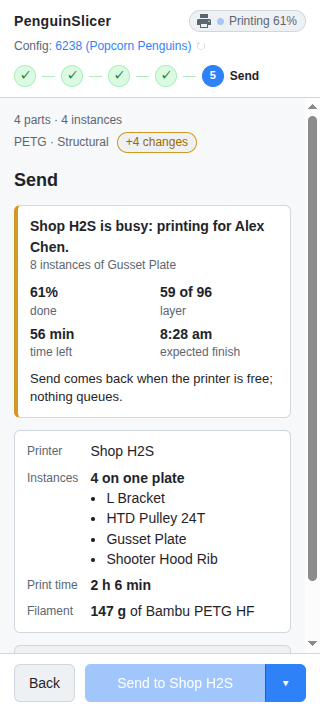 PenguinSlicer
Printing 61%
Config: 6238 (Popcorn Penguins)
✓ ✓ ✓ ✓ 5 Send
4 parts · 4 instances
PETG · Structural +4 changes
Send
Shop H2S is busy: printing for Alex
Chen.
8 instances of Gusset Plate
61% 59 of 96
done layer
56 min 8:28 am
time left expected finish
Send comes back when the printer is free;
nothing queues.
Printer Shop H2S
Instances 4 on one plate
• L Bracket
• HTD Pulley 24T
• Gusset Plate
• Shooter Hood Rib
Print time 2 h 6 min
Filament 147 g of Bambu PETG HF
Back Send to Shop H2S ▼